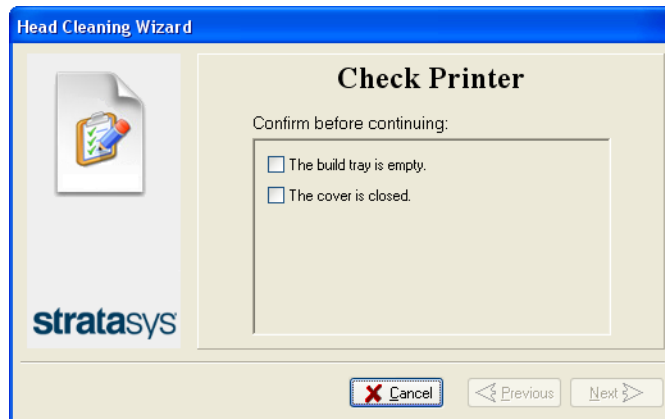 Head Cleaning Wizard
Check Printer
Confirm before continuing:
The build tray is empty.
The cover is closed.
stratasys
Cancel
Previous
Next